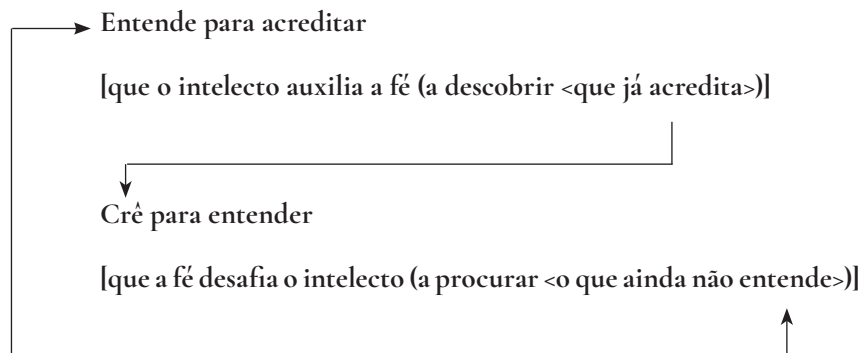 Entende para acreditar
[que o intelecto auxilia a fé (a descobrir <que já acredita>)]
Crê para entender
[que a fé desafia o intelecto (a procurar <o que ainda não entende>)]